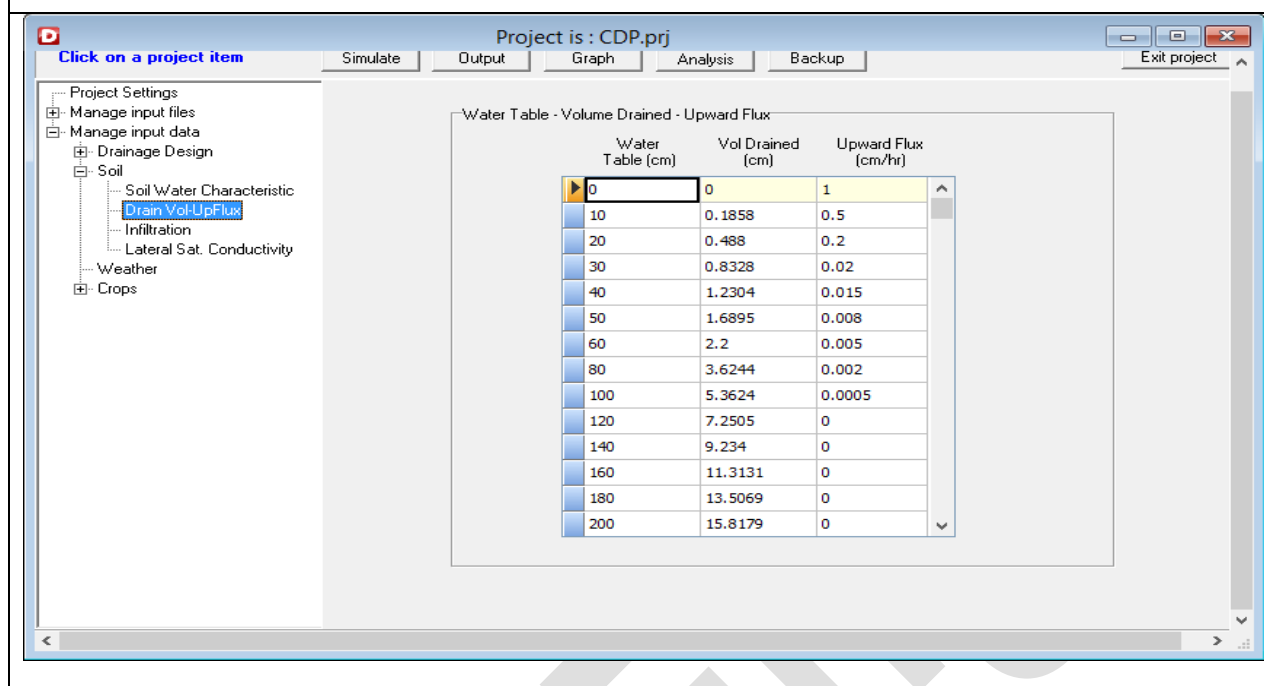 Project is : CDP.prj
Click on a project item Simulate Output Graph Analysis Backup Exit project
Project Settings
Manage input files
Manage input data
Drainage Design
Soil
Soil Water Characteristic
Drain Vol-UpFlux
Infiltration
Lateral Sat. Conductivity
Weather
Crops
Water Table - Volume Drained - Upward Flux
Water Table (cm) Vol Drained (cm) Upward Flux (cm/hr)
0 0 1
10 0.1858 0.5
20 0.488 0.2
30 0.8328 0.02
40 1.2304 0.015
50 1.6895 0.008
60 2.2 0.005
80 3.6244 0.002
100 5.3624 0.0005
120 7.2505 0
140 9.234 0
160 11.3131 0
180 13.5069 0
200 15.8179 0